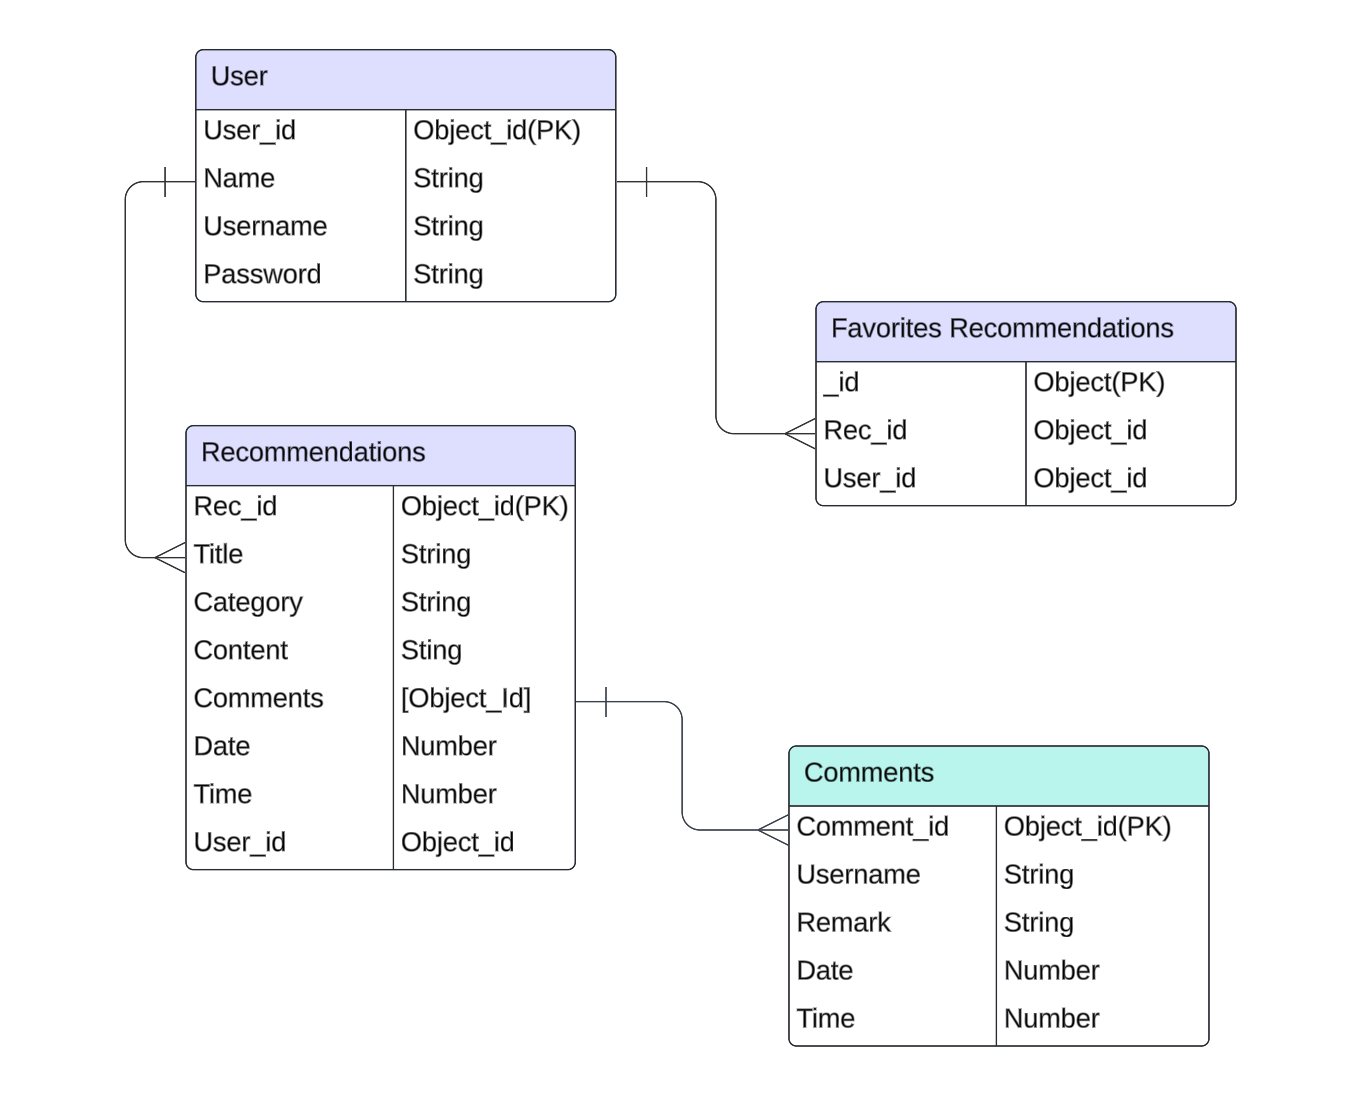 User
User_id Object_id(PK)
Name String
Username String
Password String
Favorites Recommendations
_id Object(PK)
Rec_id Object_id
User_id Object_id
Recommendations
Rec_id Object_id(PK)
Title String
Category String
Content Sting
Comments [Object_Id]
Date Number
Time Number
User_id Object_id
Comments
Comment_id Object_id(PK)
Username String
Remark String
Date Number
Time Number